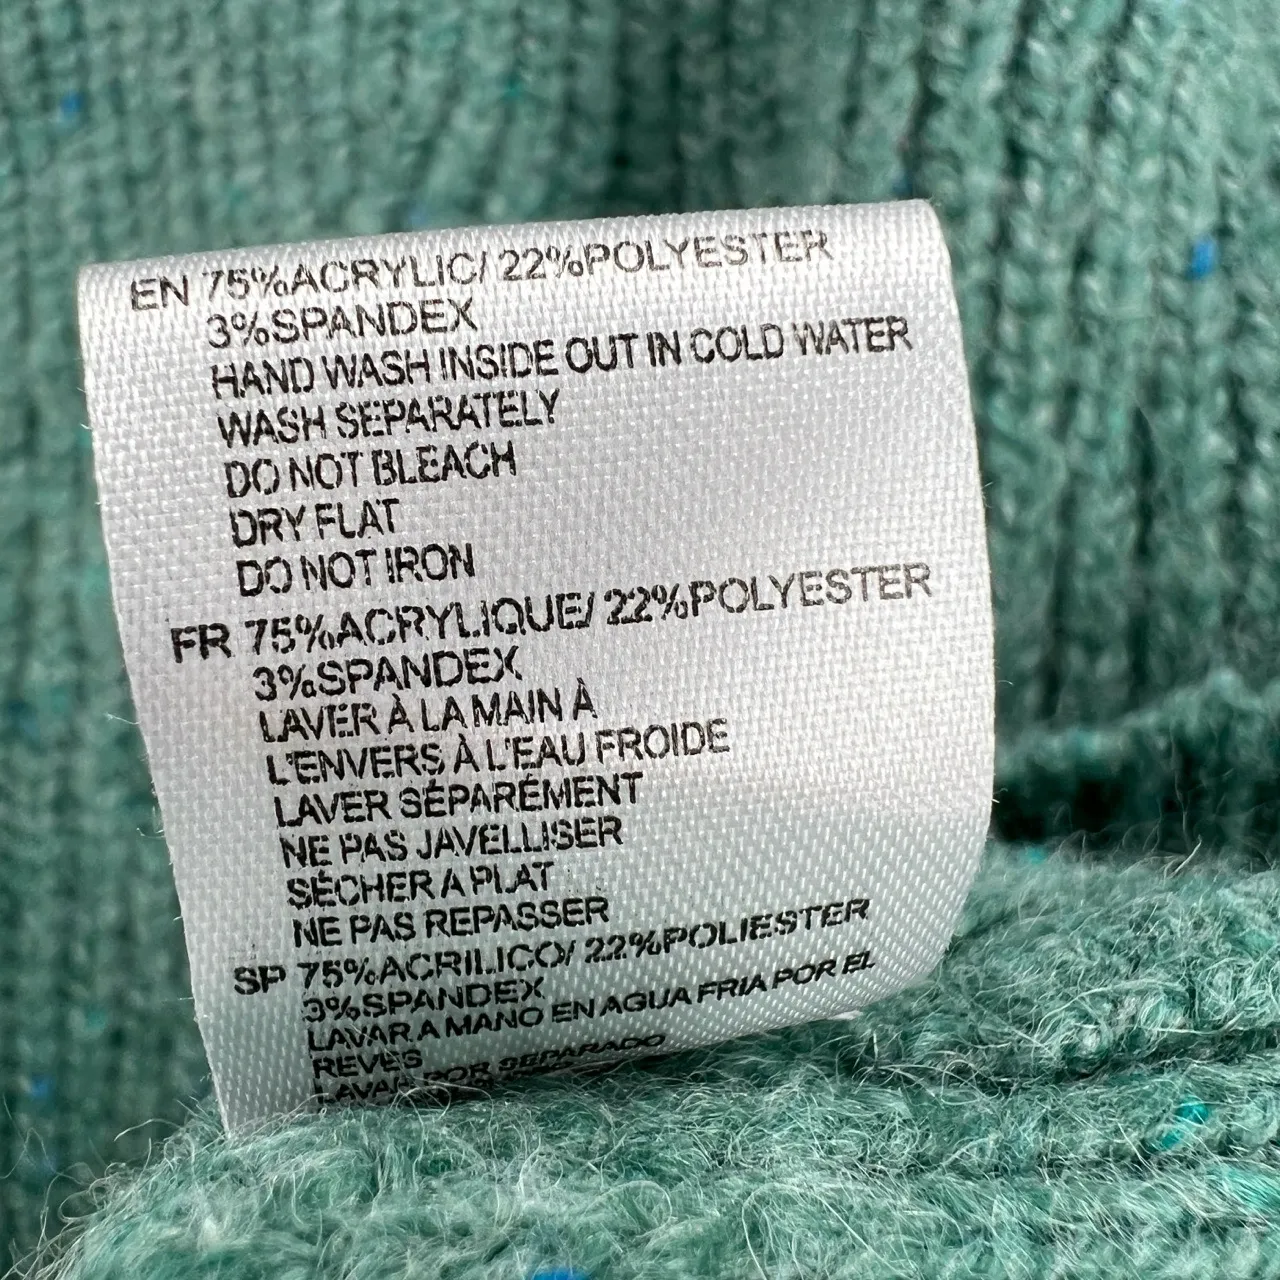 EN 75%ACRYLIC/ 22%POLYESTER
3%SPANDEX
HAND WASH INSIDE OUT IN COLD WATER
WASH SEPARATELY
DO NOT BLEACH
DRY FLAT
DO NOT IRON
FR 75%ACRYLIQUE/ 22%POLYESTER
3%SPANDEX
LAVER À LA MAIN À
L'ENVERS À L'EAU FROIDE
LAVER SÉPARÉMENT
NE PAS JAVELLISER
SÉCHER A PLAT
NE PAS REPASSER
SP 75%ACRILICO/ 22%POLIESTER
3%SPANDEX
LAVAR A MANO EN AGUA FRIA POR EL
REVES
LAVAR POR SEPARADO